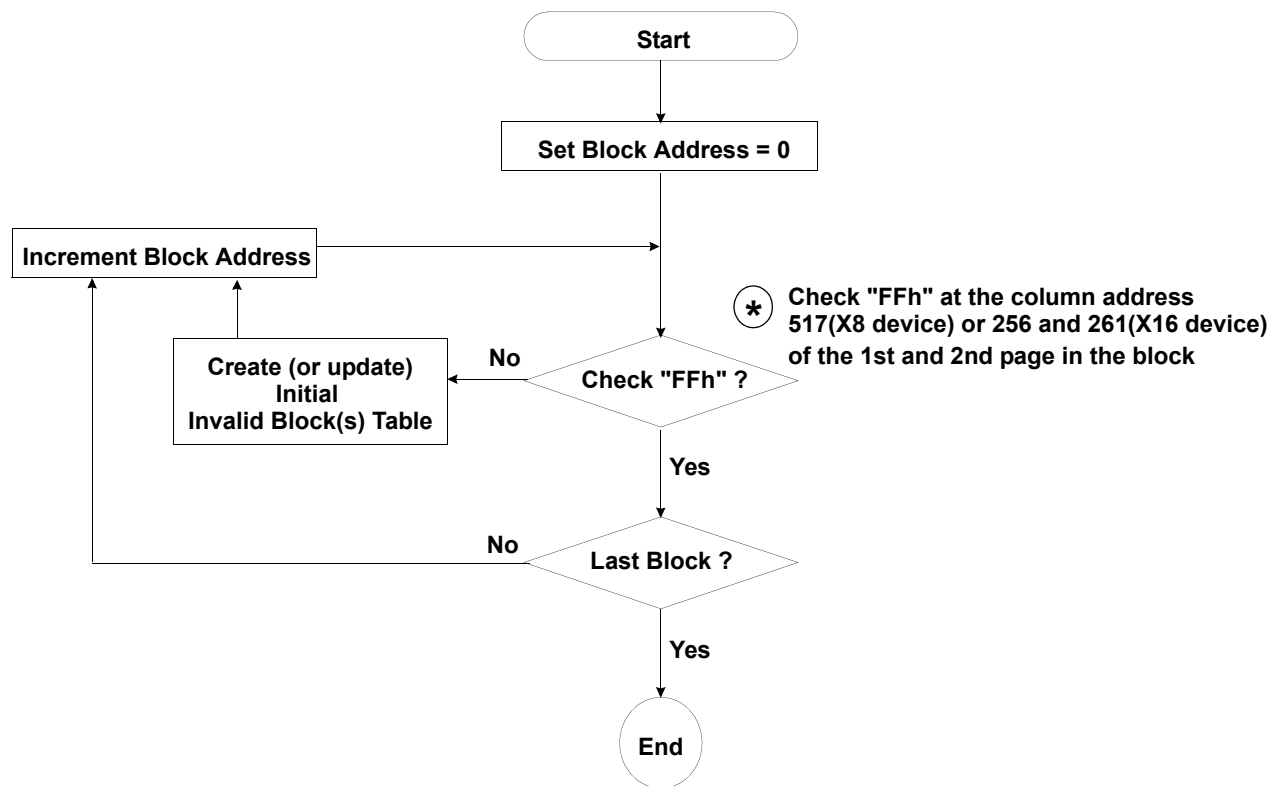 Start
Set Block Address = 0
Increment Block Address
* Check "FFh" at the column address
517(X8 device) or 256 and 261(X16 device)
of the 1st and 2nd page in the block
No
Create (or update)
Initial
Invalid Block(s) Table
Check "FFh" ?
Yes
No
Last Block ?
Yes
End